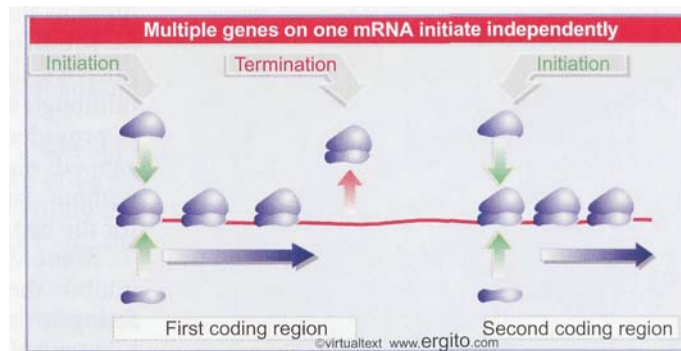 Multiple genes on one mRNA initiate independently
Initiation Termination Initiation
First coding region Second coding region
©virtualtext www.ergito.com